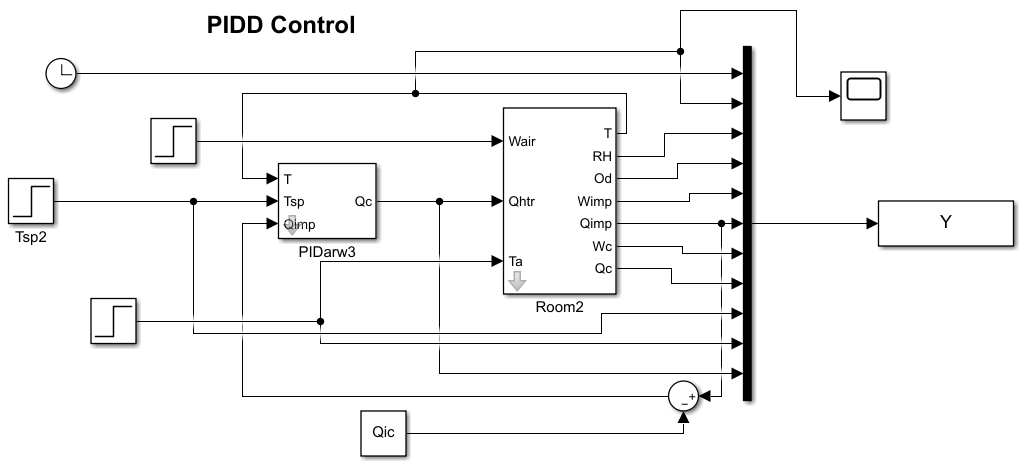 PIDD Control
Wair
Qhtr
Ta
T
RH
Od
Wimp
Qimp
Wc
Qc
Room2
T
Tsp
Qimp
Qc
PIDarw3
Tsp2
Y
+
−
Qic